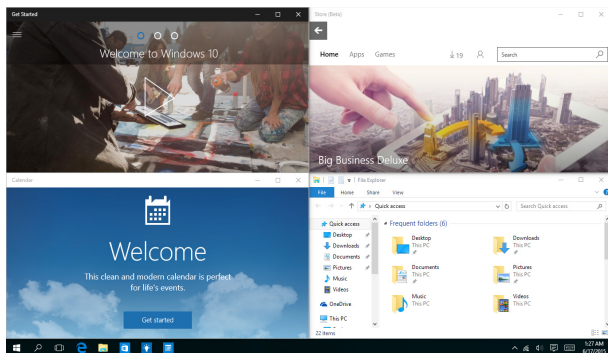 Get Started
Welcome to Windows 10
Store (Beta)
Home Apps Games
19
Search
Big Business Deluxe
Calendar
Welcome
This clean and modern calendar is perfect
for life's events.
Get started
File Explorer
File Home Share View
Quick access
Search Quick access
Quick access
Desktop
Downloads
Documents
Pictures
Music
Videos
OneDrive
This PC
Frequent folders (6)
Desktop
This PC
Downloads
This PC
Documents
This PC
Pictures
This PC
Music
This PC
Videos
This PC
22 items
1:27 AM
6/17/2015